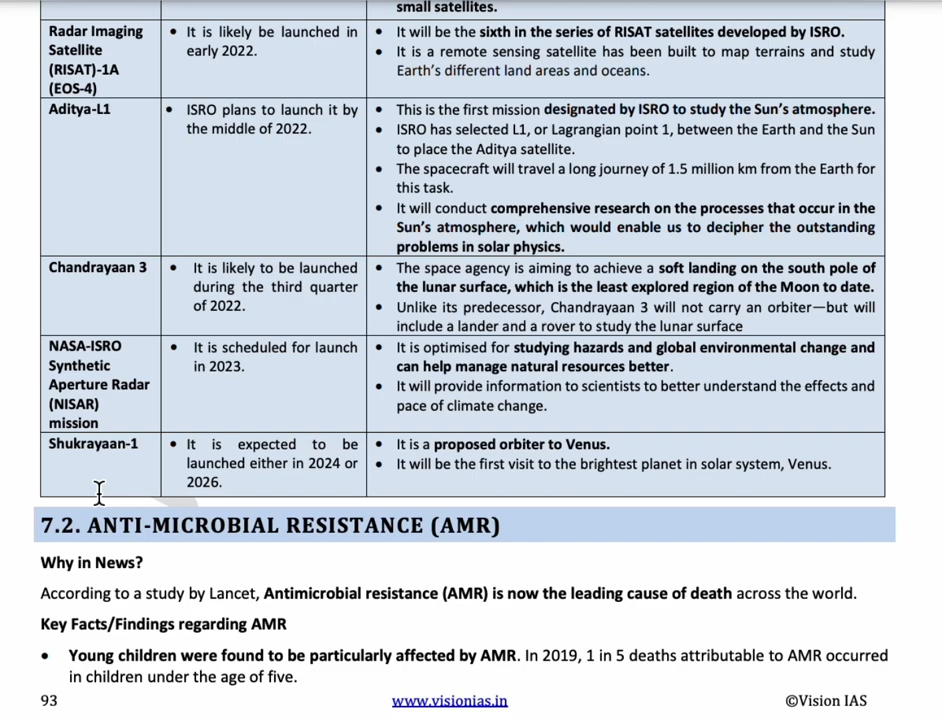 small satellites.
Radar Imaging
Satellite
(RISAT)-1A
(EOS-4)
• It is likely be launched in
early 2022.
• It will be the sixth in the series of RISAT satellites developed by ISRO.
• It is a remote sensing satellite has been built to map terrains and study
Earth's different land areas and oceans.
Aditya-L1
• ISRO plans to launch it by
the middle of 2022.
• This is the first mission designated by ISRO to study the Sun's atmosphere.
• ISRO has selected L1, or Lagrangian point 1, between the Earth and the Sun
to place the Aditya satellite.
• The spacecraft will travel a long journey of 1.5 million km from the Earth for
this task.
• It will conduct comprehensive research on the processes that occur in the
Sun's atmosphere, which would enable us to decipher the outstanding
problems in solar physics.
Chandrayaan 3
• It is likely to be launched
during the third quarter
of 2022.
• The space agency is aiming to achieve a soft landing on the south pole of
the lunar surface, which is the least explored region of the Moon to date.
• Unlike its predecessor, Chandrayaan 3 will not carry an orbiter—but will
include a lander and a rover to study the lunar surface
NASA-ISRO
Synthetic
Aperture Radar
(NISAR)
mission
• It is scheduled for launch
in 2023.
• It is optimised for studying hazards and global environmental change and
can help manage natural resources better.
• It will provide information to scientists to better understand the effects and
pace of climate change.
Shukrayaan-1
• It is expected to be
launched either in 2024 or
2026.
• It is a proposed orbiter to Venus.
• It will be the first visit to the brightest planet in solar system, Venus.
7.2. ANTI-MICROBIAL RESISTANCE (AMR)
Why in News?
According to a study by Lancet, Antimicrobial resistance (AMR) is now the leading cause of death across the world.
Key Facts/Findings regarding AMR
• Young children were found to be particularly affected by AMR. In 2019, 1 in 5 deaths attributable to AMR occurred
in children under the age of five.
93 www.visionias.in ©Vision IAS